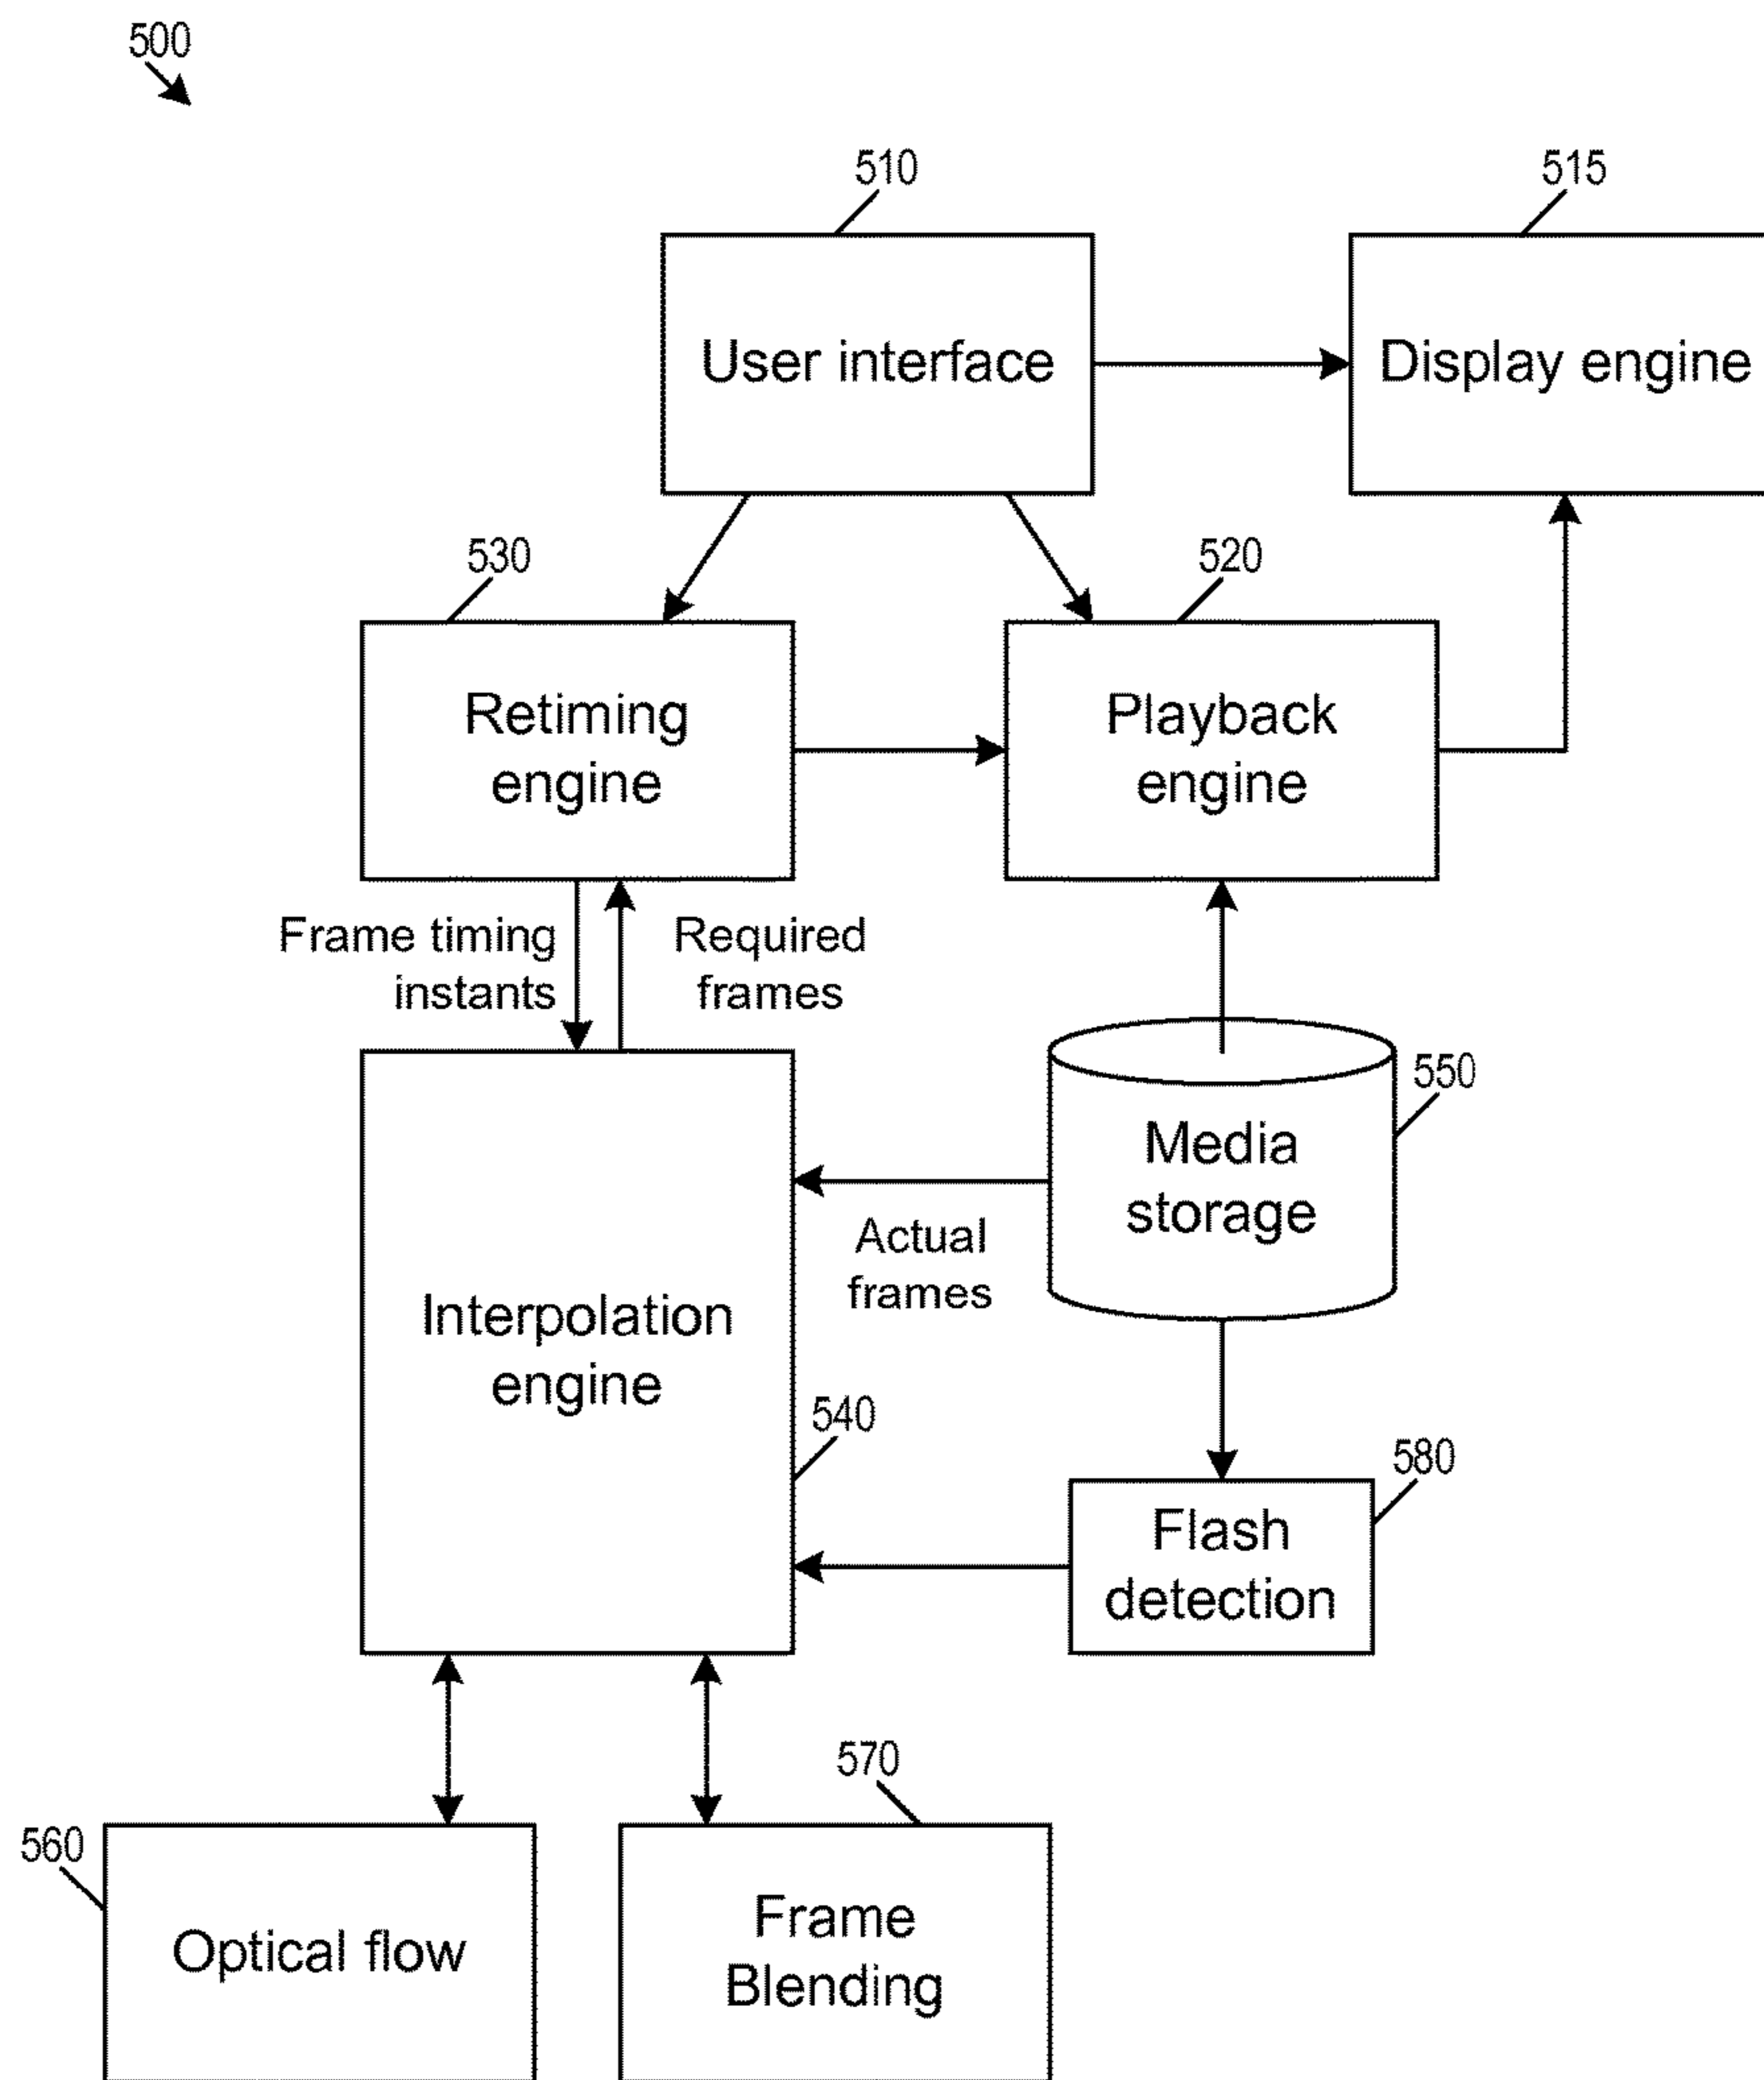 500
510
515
User interface
Display engine
530
520
Retiming
engine
Playback
engine
Frame timing
instants
Required
frames
550
Media
storage
Actual
frames
Interpolation
engine
540
580
Flash
detection
570
560
Optical flow
Frame
Blending